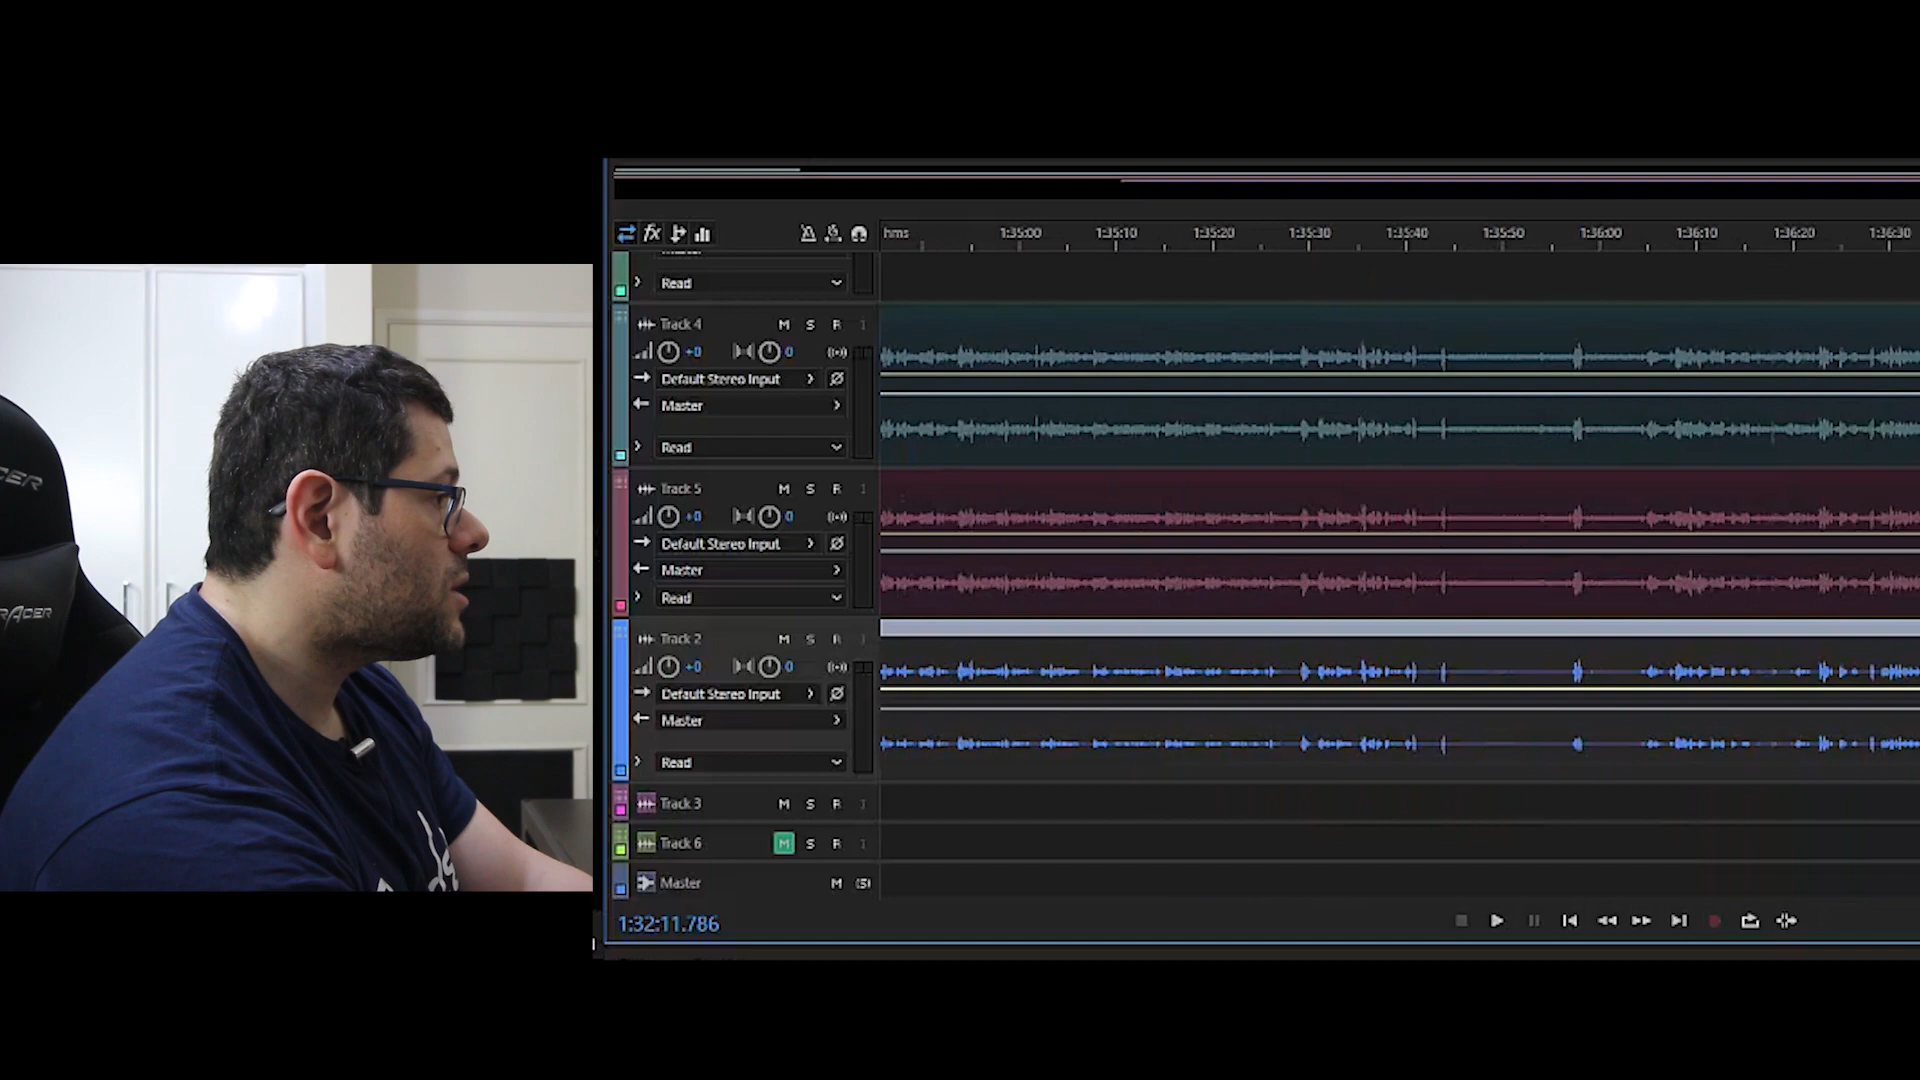 fx
hms 1:35:00 1:35:10 1:35:20 1:35:30 1:35:40 1:35:50 1:36:00 1:36:10 1:36:20 1:36:30
Read
Track 4 M S R I
+0 0
Default Stereo Input
Master
Read
Track 5 M S R I
+0 0
Default Stereo Input
Master
Read
Track 2 M S R I
+0 0
Default Stereo Input
Master
Read
Track 3 M S R I
Track 6 M S R I
Master M (S)
1:32:11.786
CER
RACER